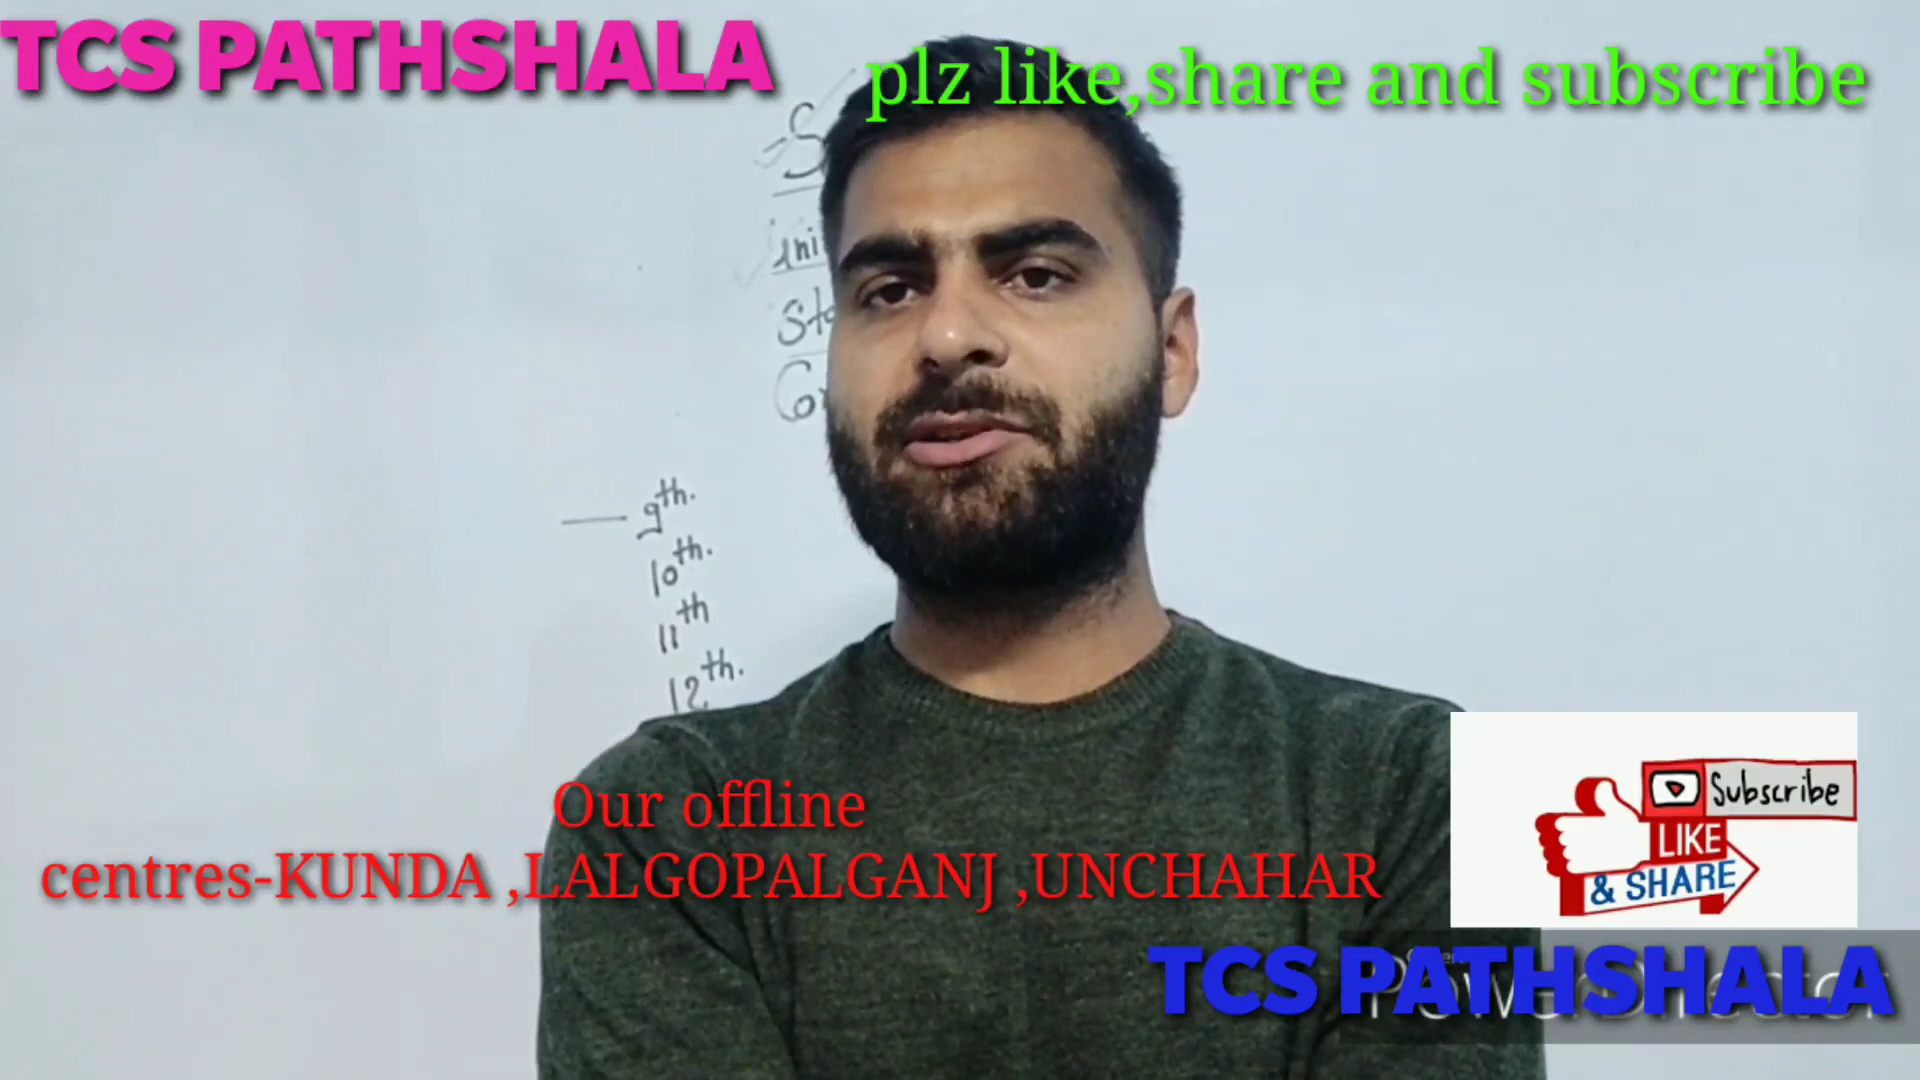 TCS PATHSHALA
plz like,share and subscribe
9th.
10th.
11th
12th.
Our offline
centres-KUNDA ,LALGOPALGANJ ,UNCHAHAR
Subscribe
LIKE
& SHARE
TCS PATHSHALA
PowerDirector